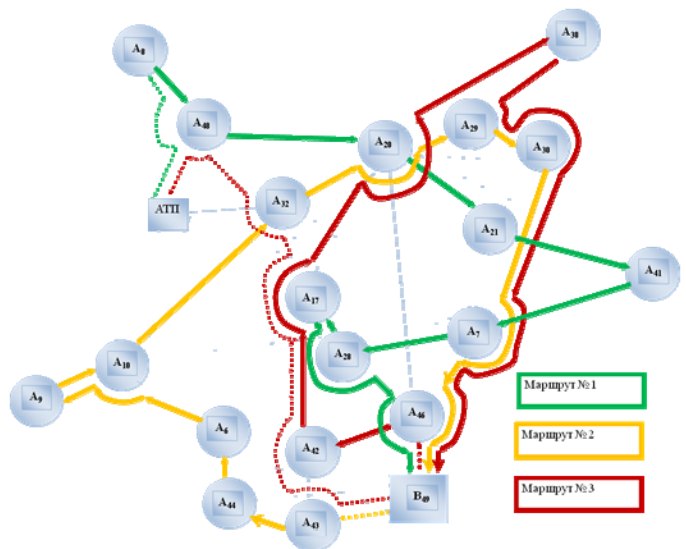 A₈
A₃₈
A₄₈
A₂₉
A₂₀
A₃₀
A₃₂
АТП
A₂₁
A₄₁
A₁₇
A₇
A₂₈
A₁₀
A₉
A₄₆
A₆
A₄₂
A₄₄
A₄₃
B₄₉
Маршрут №1
Маршрут №2
Маршрут №3